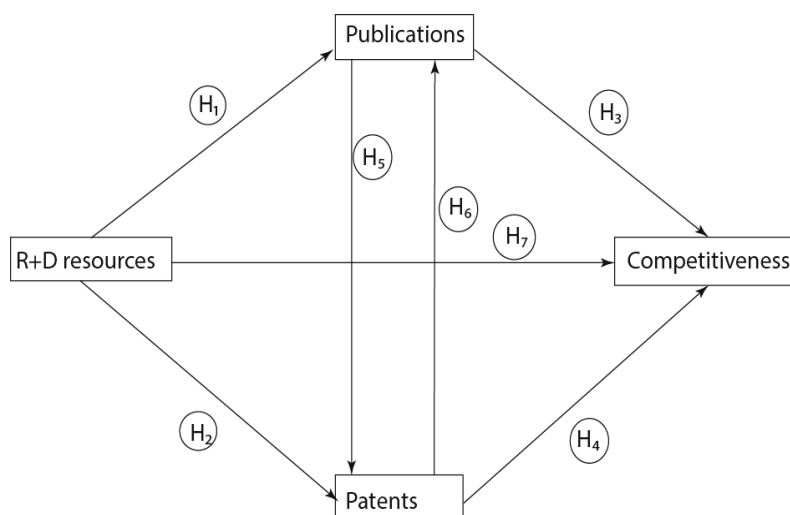 Publications
H₁
H₃
H₅
H₆
H₇
R+D resources
Competitiveness
H₂
H₄
Patents